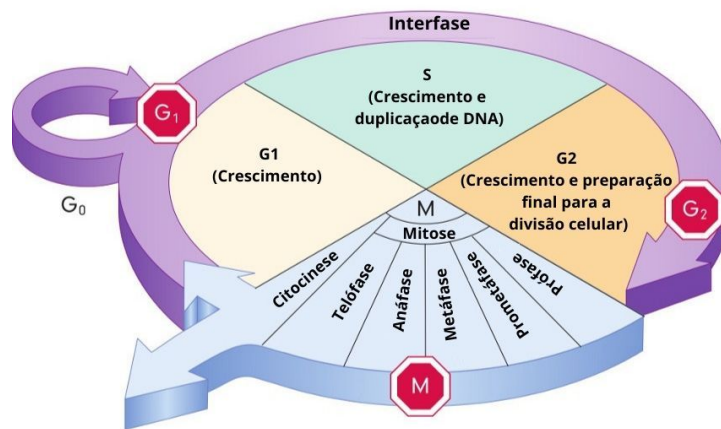 Interfase
S
(Crescimento e
duplicaçaode DNA)
G₁
G1
(Crescimento)
G2
(Crescimento e preparação
final para a
divisão celular)
G₀
G₂
M
Mitose
Citocinese
Telófase
Anáfase
Metáfase
Prometáfase
Prófase
M